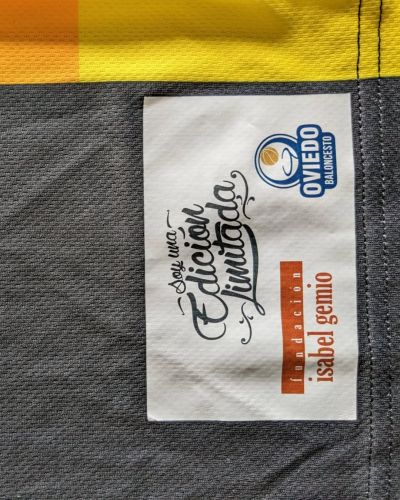 Soy una
Edición
Limitada
OVIEDO
BALONCESTO
fundación
isabel gemio